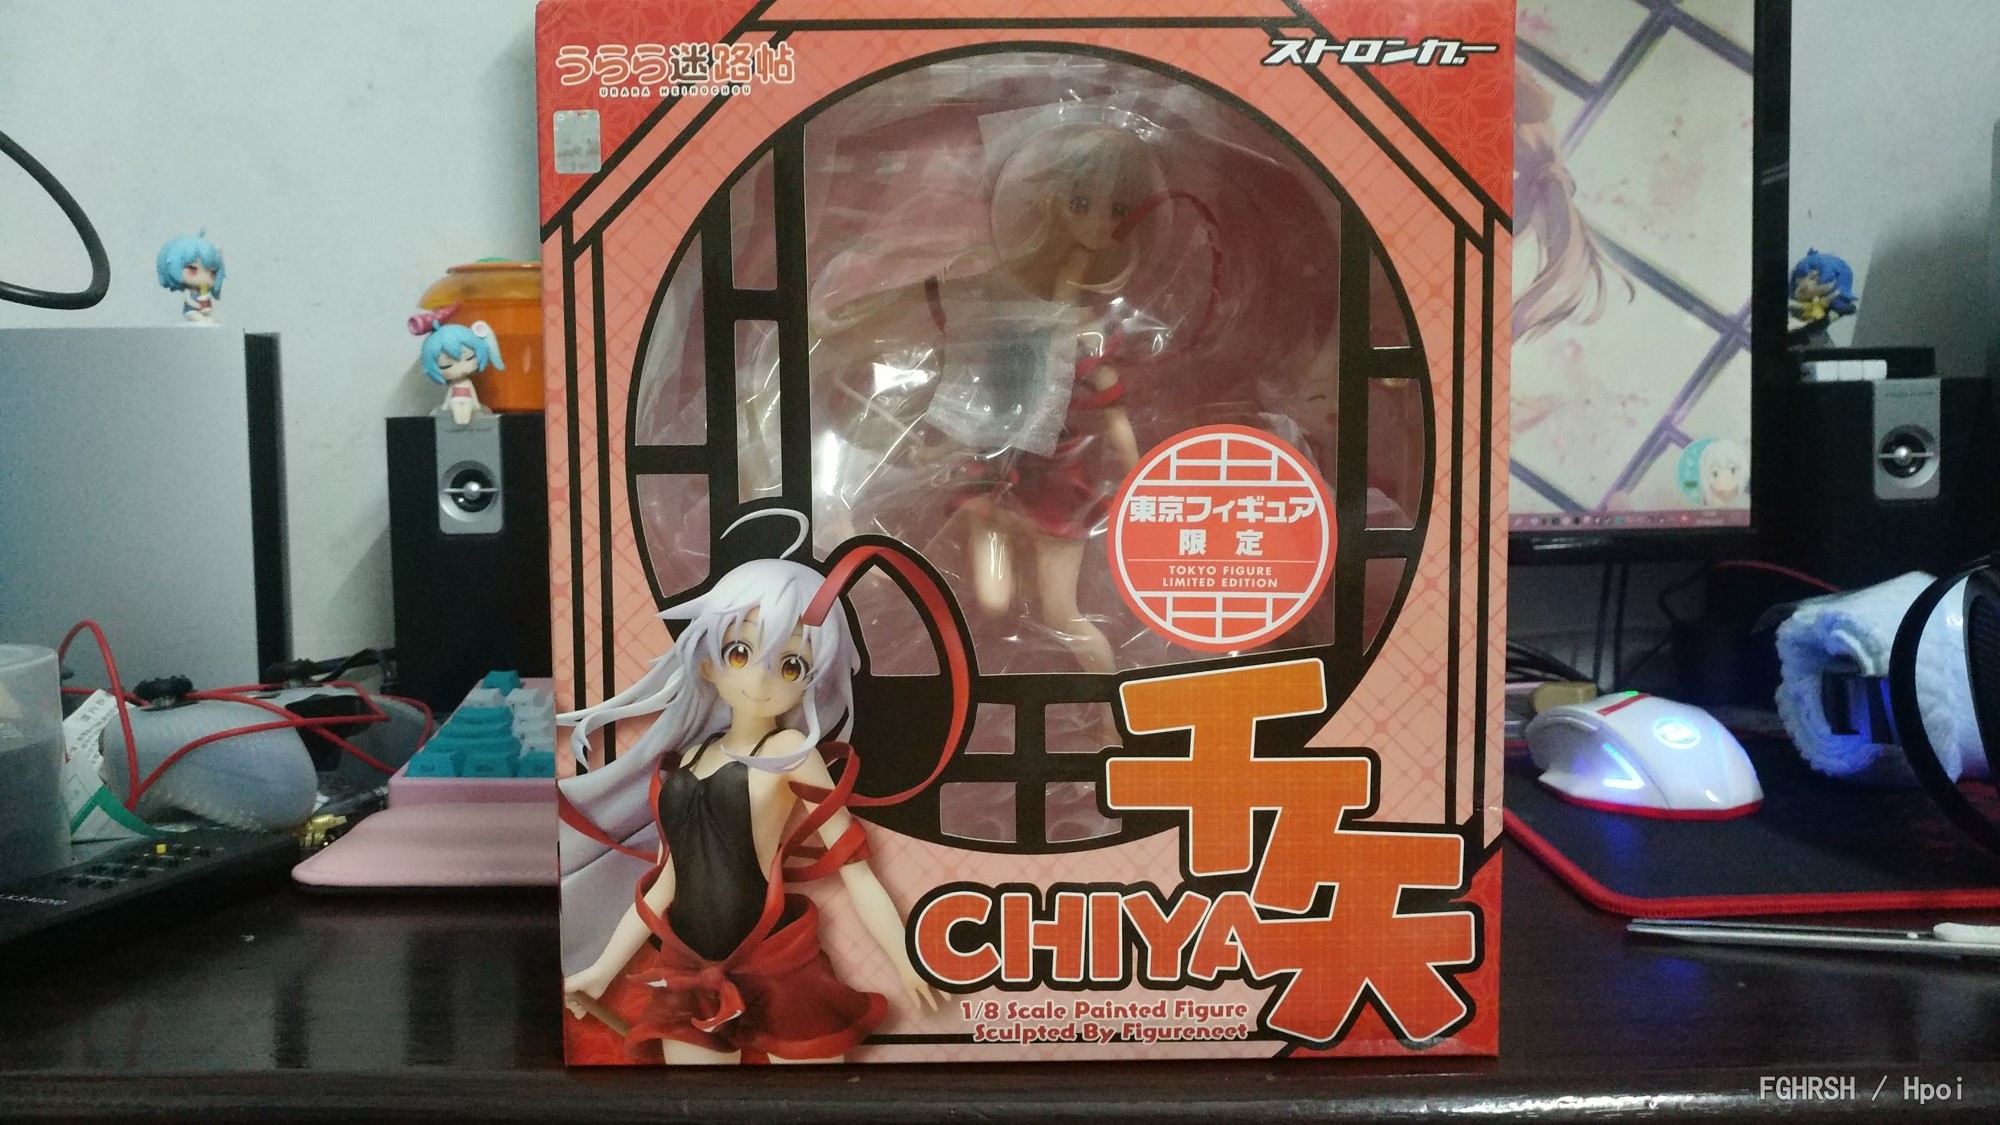 うらら迷路帖
URARA MEIROCHOU
ストロンガー
東京フィギュア
限定
TOKYO FIGURE
LIMITED EDITION
千矢
CHIYA
1/8 Scale Painted Figure
Sculpted By Figureneet
FGHRSH / Hpoi